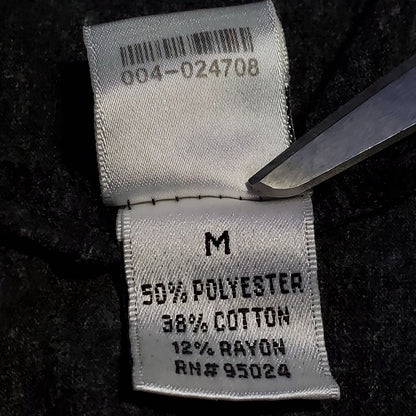 004-024708
M
50% POLYESTER
38% COTTON
12% RAYON
RN# 95024